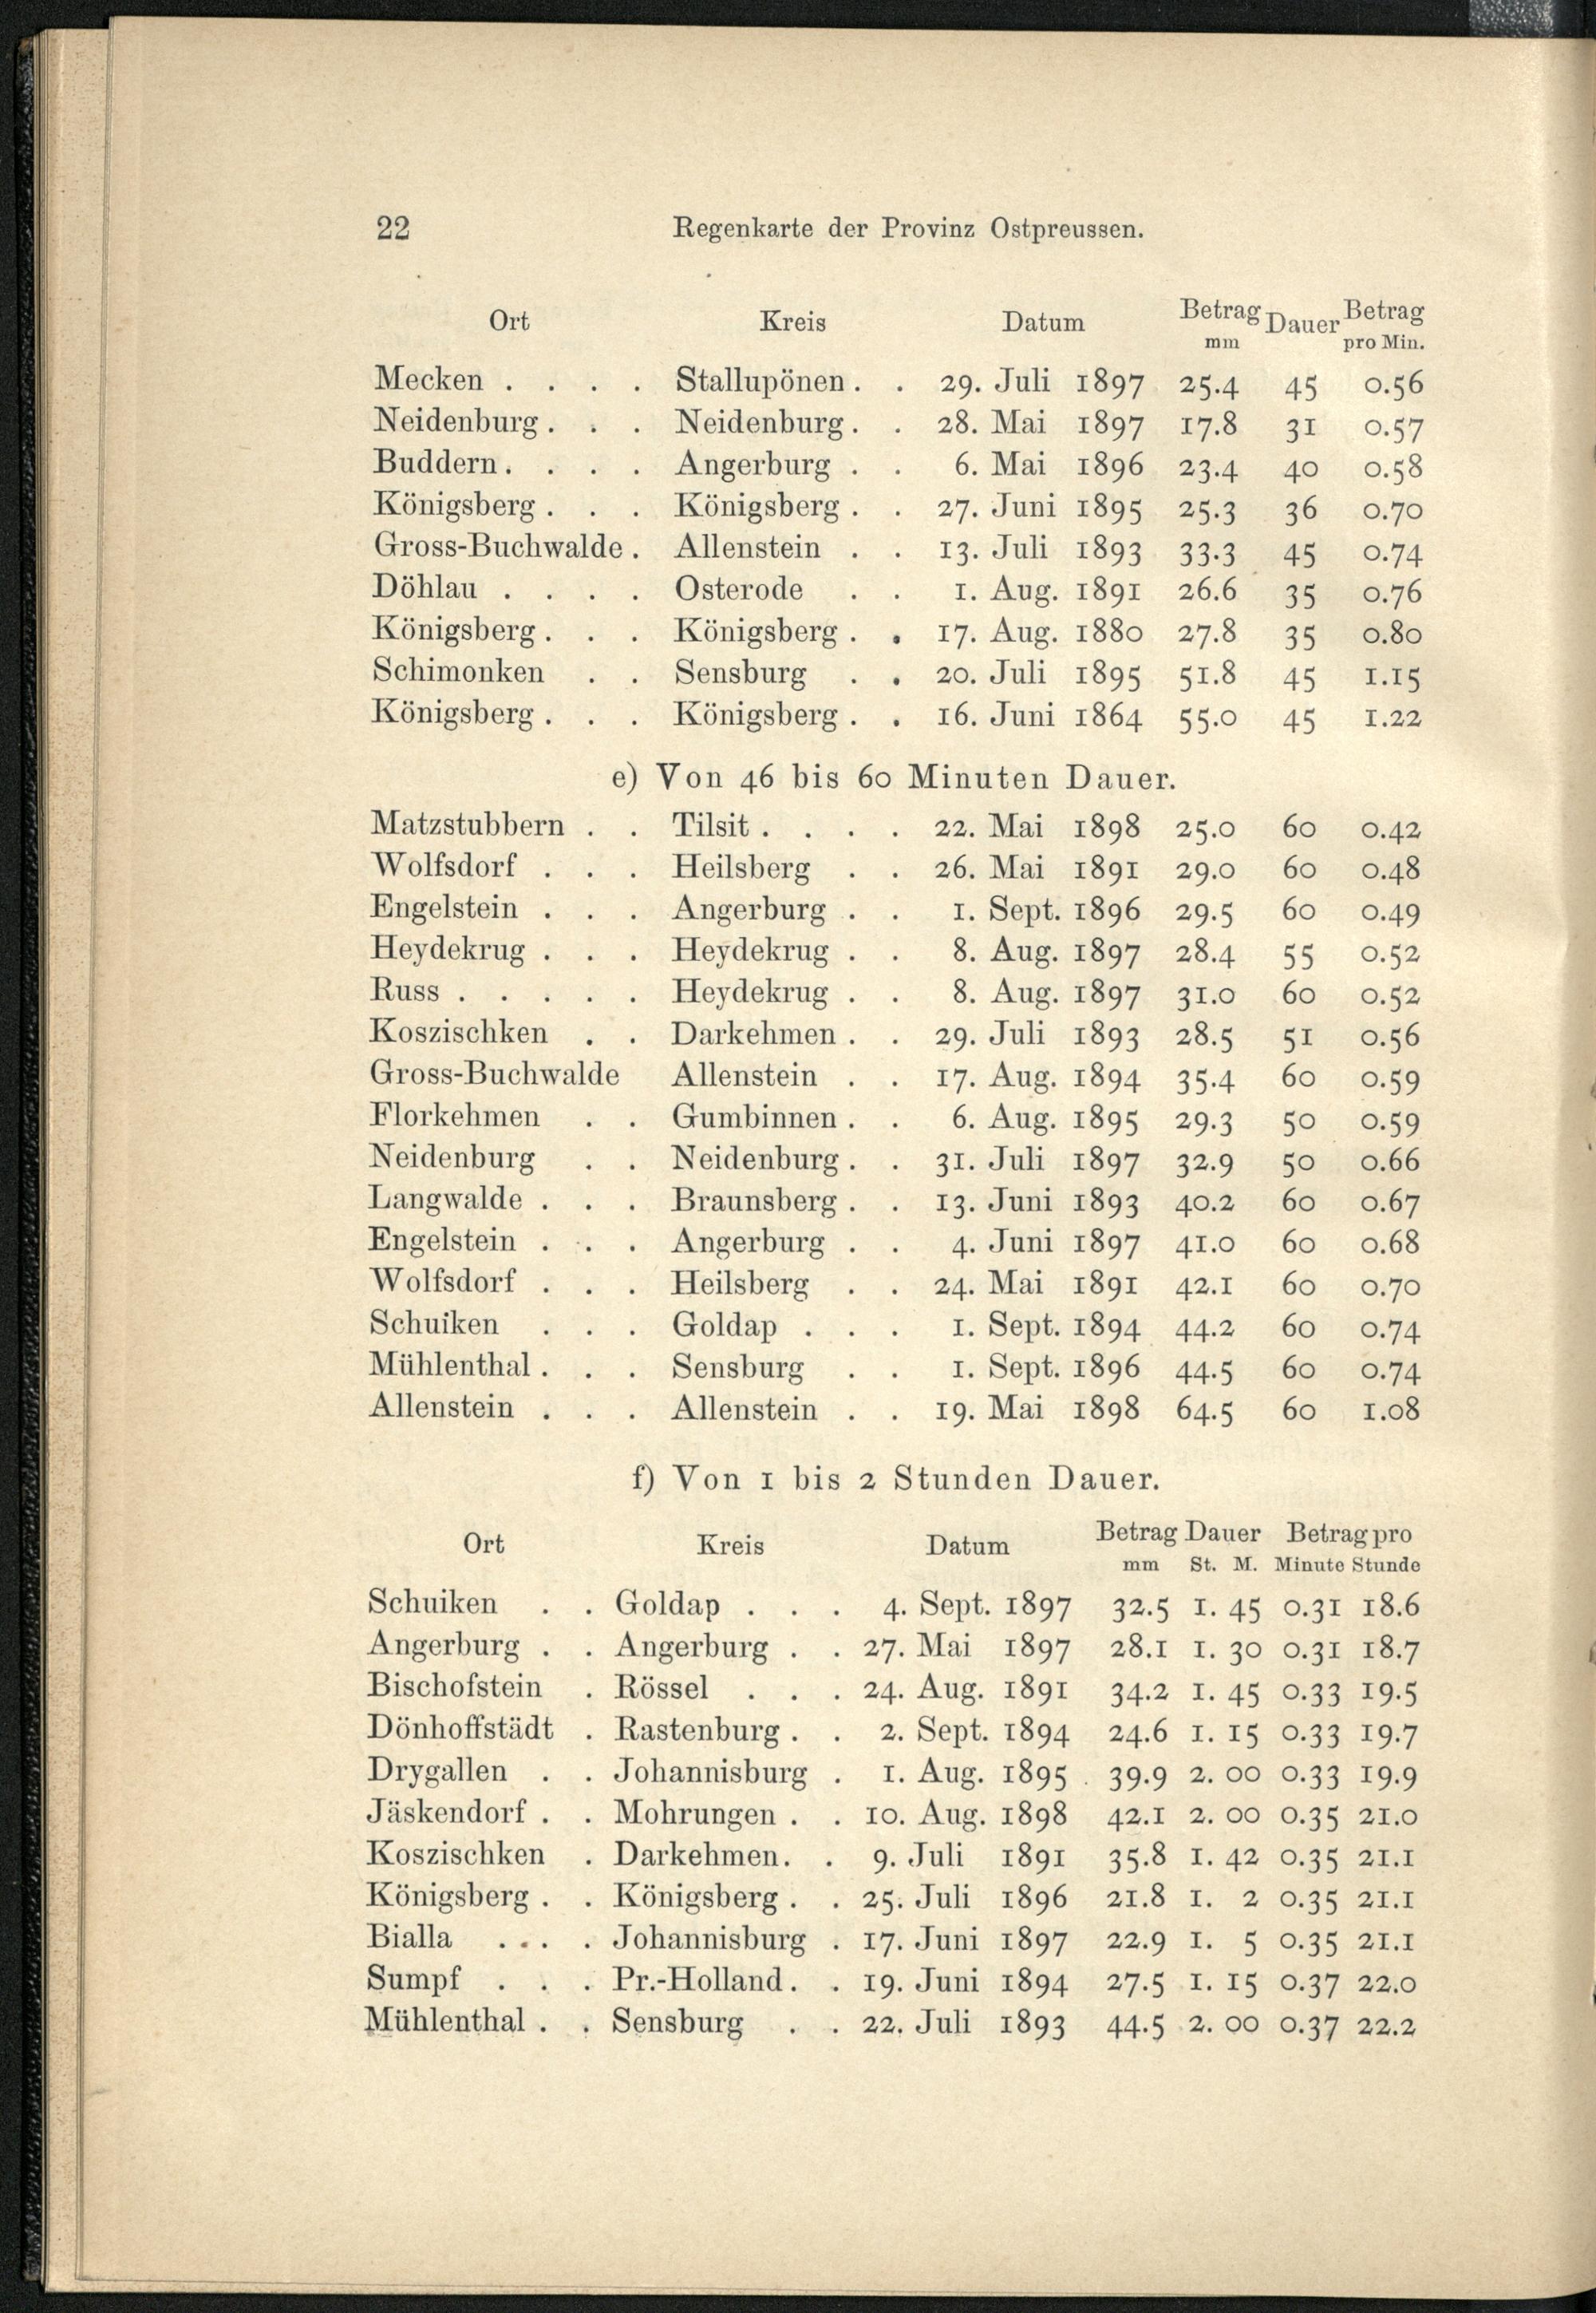 22 Regenkarte der Provinz Ostpreussen.
Ort Kreis Datum Betrag Dauer Betrag
mm pro Min.
Mecken . . . . Stallupönen . . 29. Juli 1897 25.4 45 0.56
Neidenburg . . . Neidenburg . . 28. Mai 1897 17.8 31 0.57
Buddern . . . . Angerburg . . 6. Mai 1896 23.4 40 0.58
Königsberg . . . Königsberg . . 27. Juni 1895 25.3 36 0.70
Gross-Buchwalde . Allenstein . . 13. Juli 1893 33.3 45 0.74
Döhlau . . . . Osterode . . 1. Aug. 1891 26.6 35 0.76
Königsberg . . . Königsberg . . 17. Aug. 1880 27.8 35 0.80
Schimonken . . Sensburg . . 20. Juli 1895 51.8 45 1.15
Königsberg . . . Königsberg . . 16. Juni 1864 55.0 45 1.22
e) Von 46 bis 60 Minuten Dauer.
Matzstubbern . . Tilsit . . . . 22. Mai 1898 25.0 60 0.42
Wolfsdorf . . . Heilsberg . . 26. Mai 1891 29.0 60 0.48
Engelstein . . . Angerburg . . 1. Sept. 1896 29.5 60 0.49
Heydekrug . . . Heydekrug . . 8. Aug. 1897 28.4 55 0.52
Russ . . . . . Heydekrug . . 8. Aug. 1897 31.0 60 0.52
Koszischken . . Darkehmen . . 29. Juli 1893 28.5 51 0.56
Gross-Buchwalde Allenstein . . 17. Aug. 1894 35.4 60 0.59
Florkehmen . . Gumbinnen . . 6. Aug. 1895 29.3 50 0.59
Neidenburg . . Neidenburg . . 31. Juli 1897 32.9 50 0.66
Langwalde . . . Braunsberg . . 13. Juni 1893 40.2 60 0.67
Engelstein . . . Angerburg . . 4. Juni 1897 41.0 60 0.68
Wolfsdorf . . . Heilsberg . . 24. Mai 1891 42.1 60 0.70
Schuiken . . . Goldap . . . 1. Sept. 1894 44.2 60 0.74
Mühlenthal . . . Sensburg . . 1. Sept. 1896 44.5 60 0.74
Allenstein . . . Allenstein . . 19. Mai 1898 64.5 60 1.08
f) Von 1 bis 2 Stunden Dauer.
Ort Kreis Datum Betrag Dauer Betrag pro
mm St. M. Minute Stunde
Schuiken . . Goldap . . . 4. Sept. 1897 32.5 1. 45 0.31 18.6
Angerburg . . Angerburg . . 27. Mai 1897 28.1 1. 30 0.31 18.7
Bischofstein . Rössel . . . 24. Aug. 1891 34.2 1. 45 0.33 19.5
Dönhoffstädt . Rastenburg . . 2. Sept. 1894 24.6 1. 15 0.33 19.7
Drygallen . . Johannisburg . 1. Aug. 1895 39.9 2. 00 0.33 19.9
Jäskendorf . . Mohrungen . . 10. Aug. 1898 42.1 2. 00 0.35 21.0
Koszischken . Darkehmen . . 9. Juli 1891 35.8 1. 42 0.35 21.1
Königsberg . . Königsberg . . 25. Juli 1896 21.8 1. 2 0.35 21.1
Bialla . . . . Johannisburg . 17. Juni 1897 22.9 1. 5 0.35 21.1
Sumpf . . . Pr.-Holland . . 19. Juni 1894 27.5 1. 15 0.37 22.0
Mühlenthal . . Sensburg . . 22. Juli 1893 44.5 2. 00 0.37 22.2